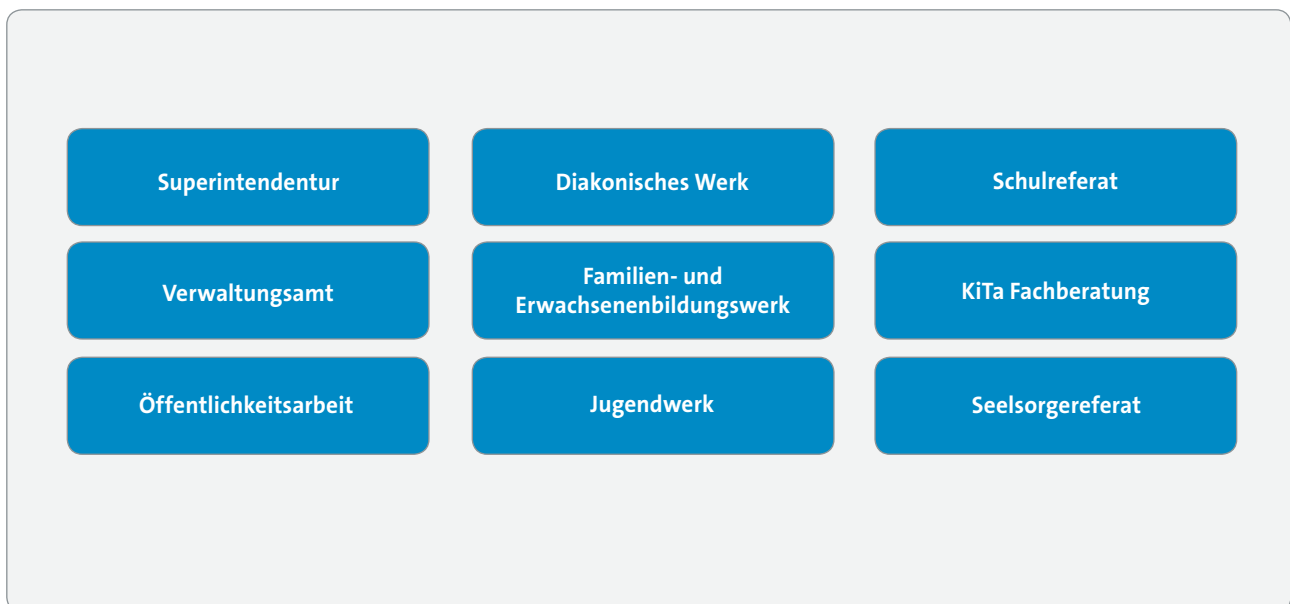 Superintendentur
Diakonisches Werk
Schulreferat
Verwaltungsamt
Familien- und
Erwachsenenbildungswerk
KiTa Fachberatung
Öffentlichkeitsarbeit
Jugendwerk
Seelsorgereferat